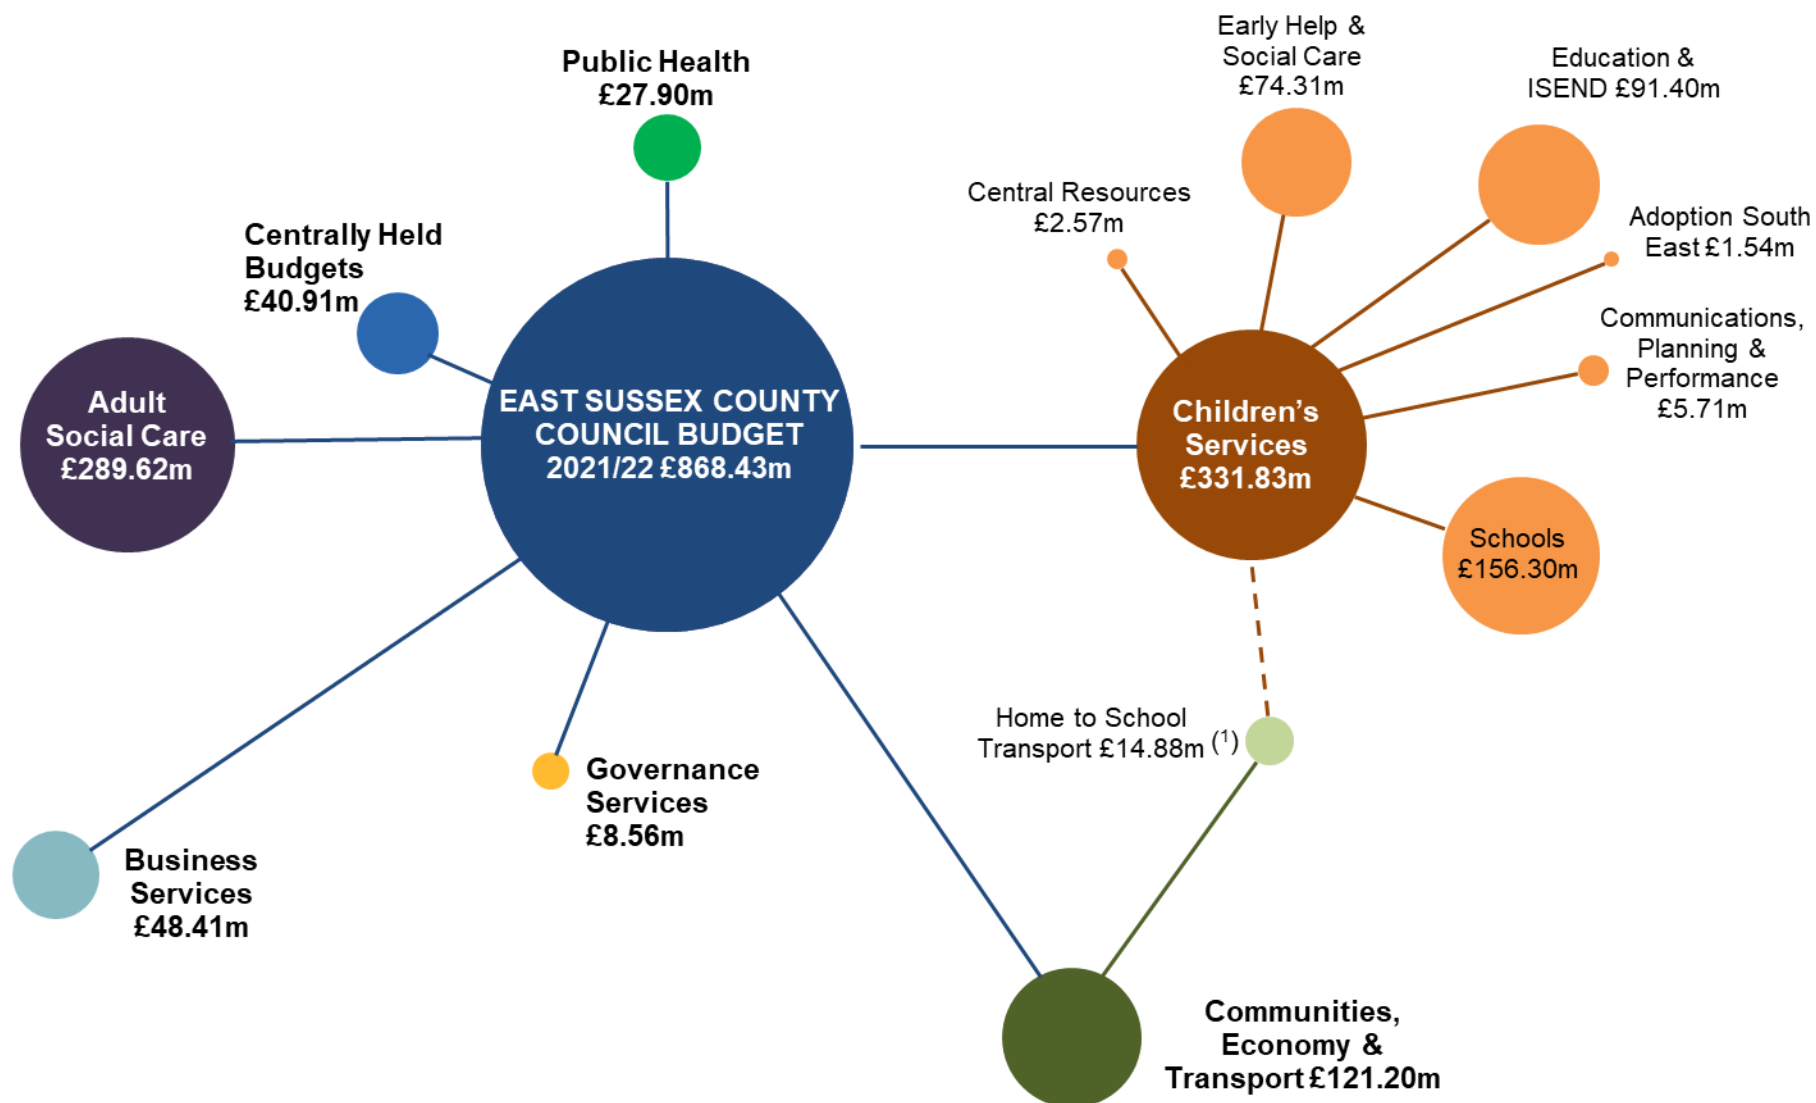 Early Help &
Social Care
£74.31m
Education &
ISEND £91.40m
Public Health
£27.90m
Central Resources
£2.57m
Adoption South
East £1.54m
Centrally Held
Budgets
£40.91m
Communications,
Planning &
Performance
£5.71m
Adult
Social Care
£289.62m
EAST SUSSEX COUNTY
COUNCIL BUDGET
2021/22 £868.43m
Children’s
Services
£331.83m
Schools
£156.30m
Home to School
Transport £14.88m (1)
Governance
Services
£8.56m
Business
Services
£48.41m
Communities,
Economy &
Transport £121.20m